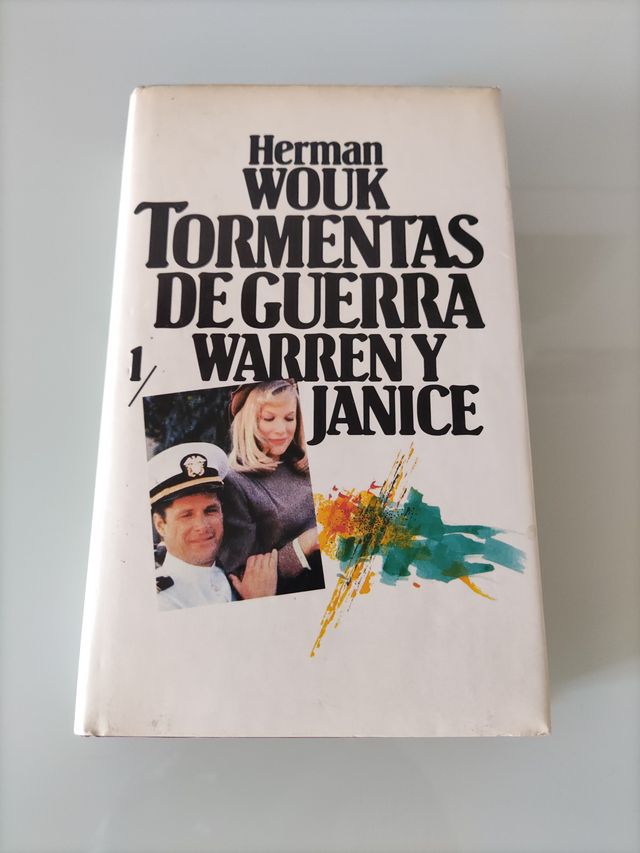 Herman
WOUK
TORMENTAS
DE GUERRA
1/ WARREN Y
JANICE